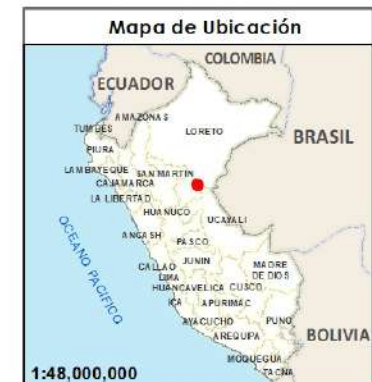 Mapa de Ubicación
COLOMBIA
ECUADOR
AMAZONAS
TUMBES
LORETO
BRASIL
PIURA
LAMBAYEQUE
SAN MARTIN
CAJAMARCA
LA LIBERTAD
HUANUCO
UCAYALI
ANCASH
PASCO
OCEANO PACIFICO
JUNIN
CALLAO
LIMA
MADRE
DE DIOS
HUANCAVELICA
CUSCO
ICA
APURIMAC
AYACUCHO
PUNO
AREQUIPA
BOLIVIA
MOQUEGUA
TACNA
1:48,000,000